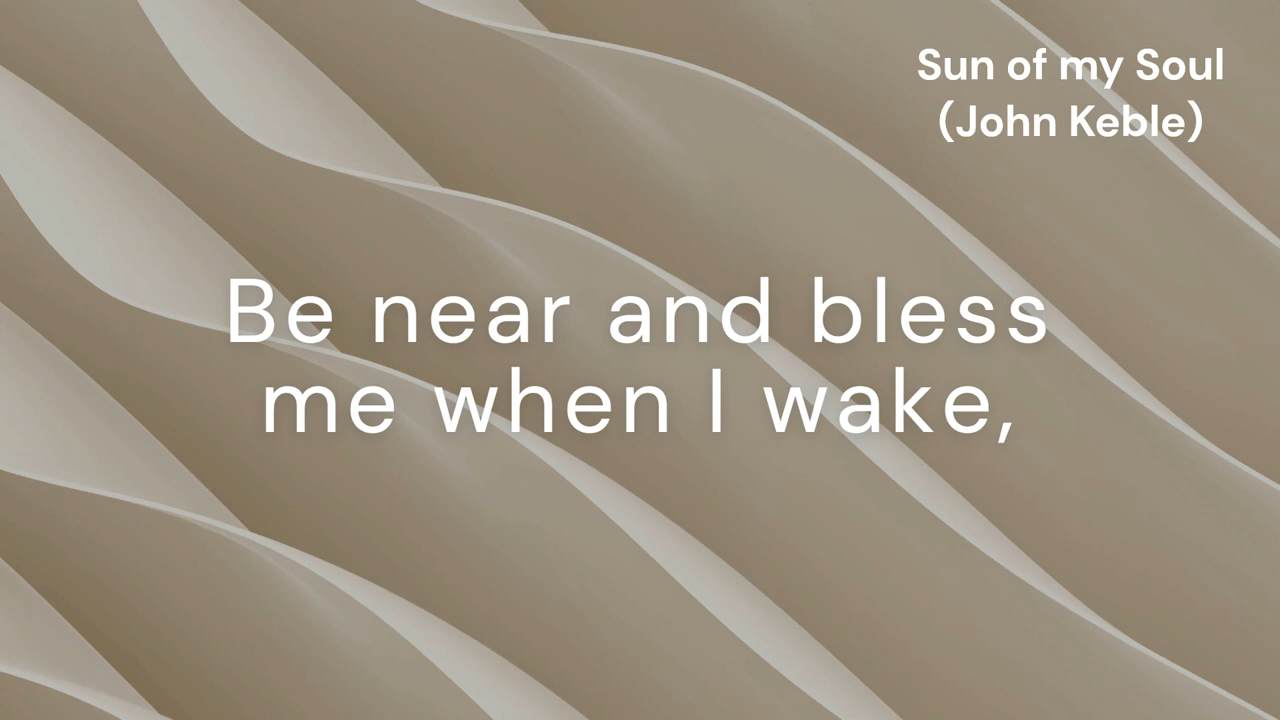 Sun of my Soul
(John Keble)
Be near and bless
me when I wake,